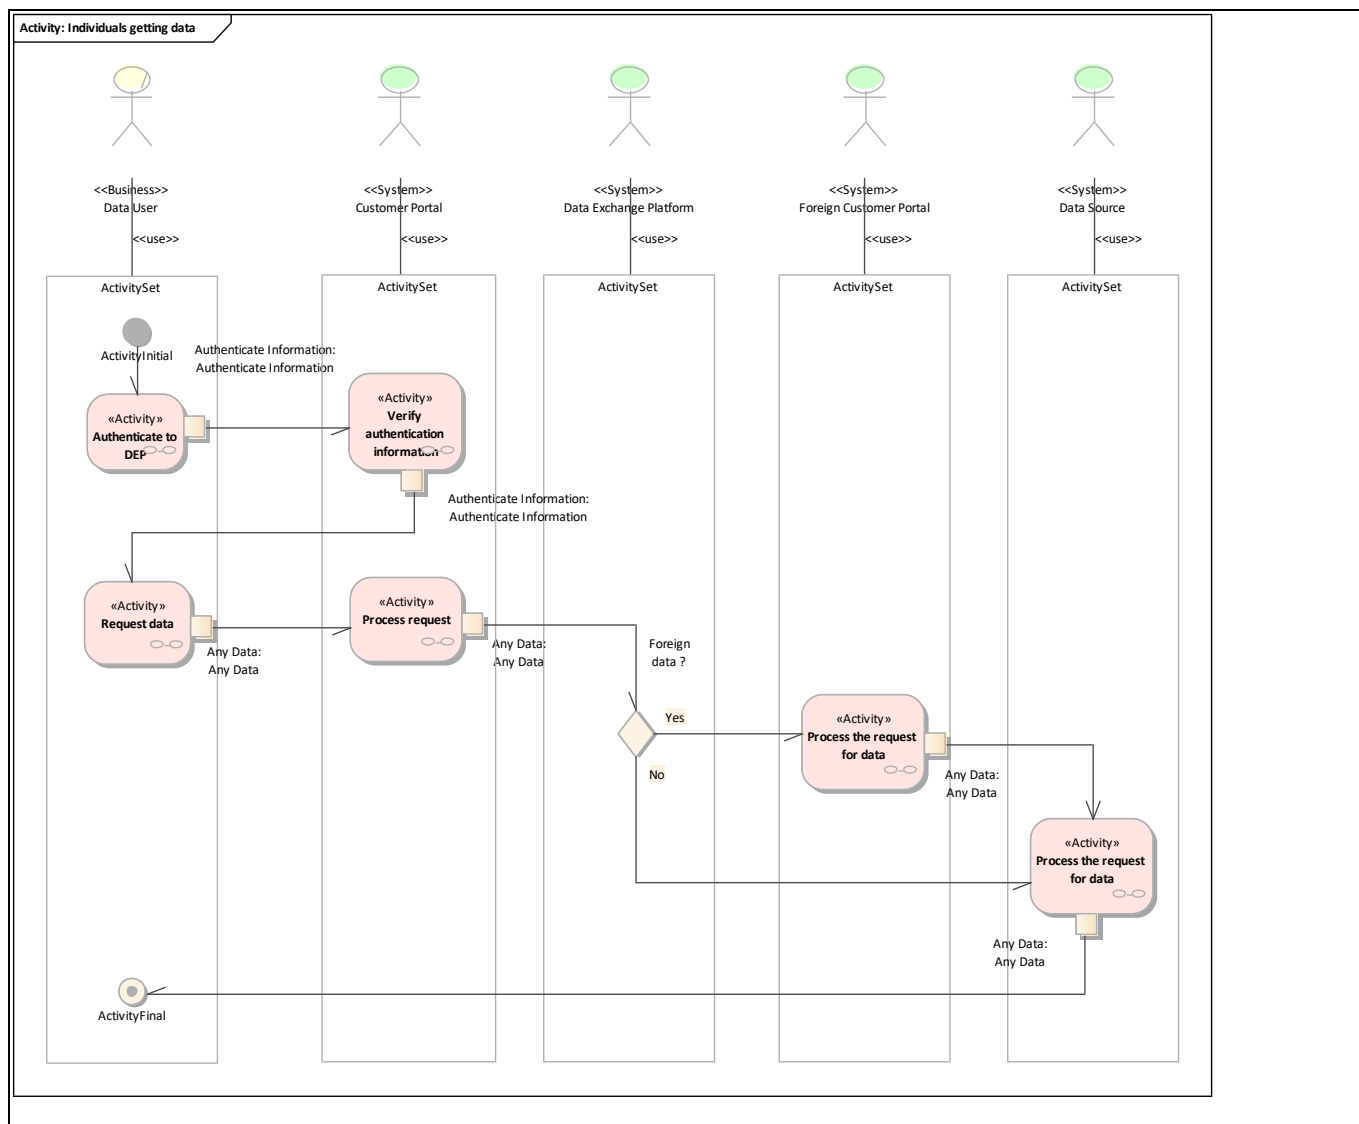 Activity: Individuals getting data
<<Business>>
Data User
<<use>>
<<System>>
Customer Portal
<<use>>
<<System>>
Data Exchange Platform
<<use>>
<<System>>
Foreign Customer Portal
<<use>>
<<System>>
Data Source
<<use>>
ActivitySet
ActivitySet
ActivitySet
ActivitySet
ActivitySet
ActivityInitial
Authenticate Information:
Authenticate Information
«Activity»
Authenticate to
DEP
«Activity»
Verify
authentication
information
Authenticate Information:
Authenticate Information
«Activity»
Request data
Any Data:
Any Data
«Activity»
Process request
Any Data:
Any Data
Foreign
data ?
Yes
No
«Activity»
Process the request
for data
Any Data:
Any Data
«Activity»
Process the request
for data
Any Data:
Any Data
ActivityFinal